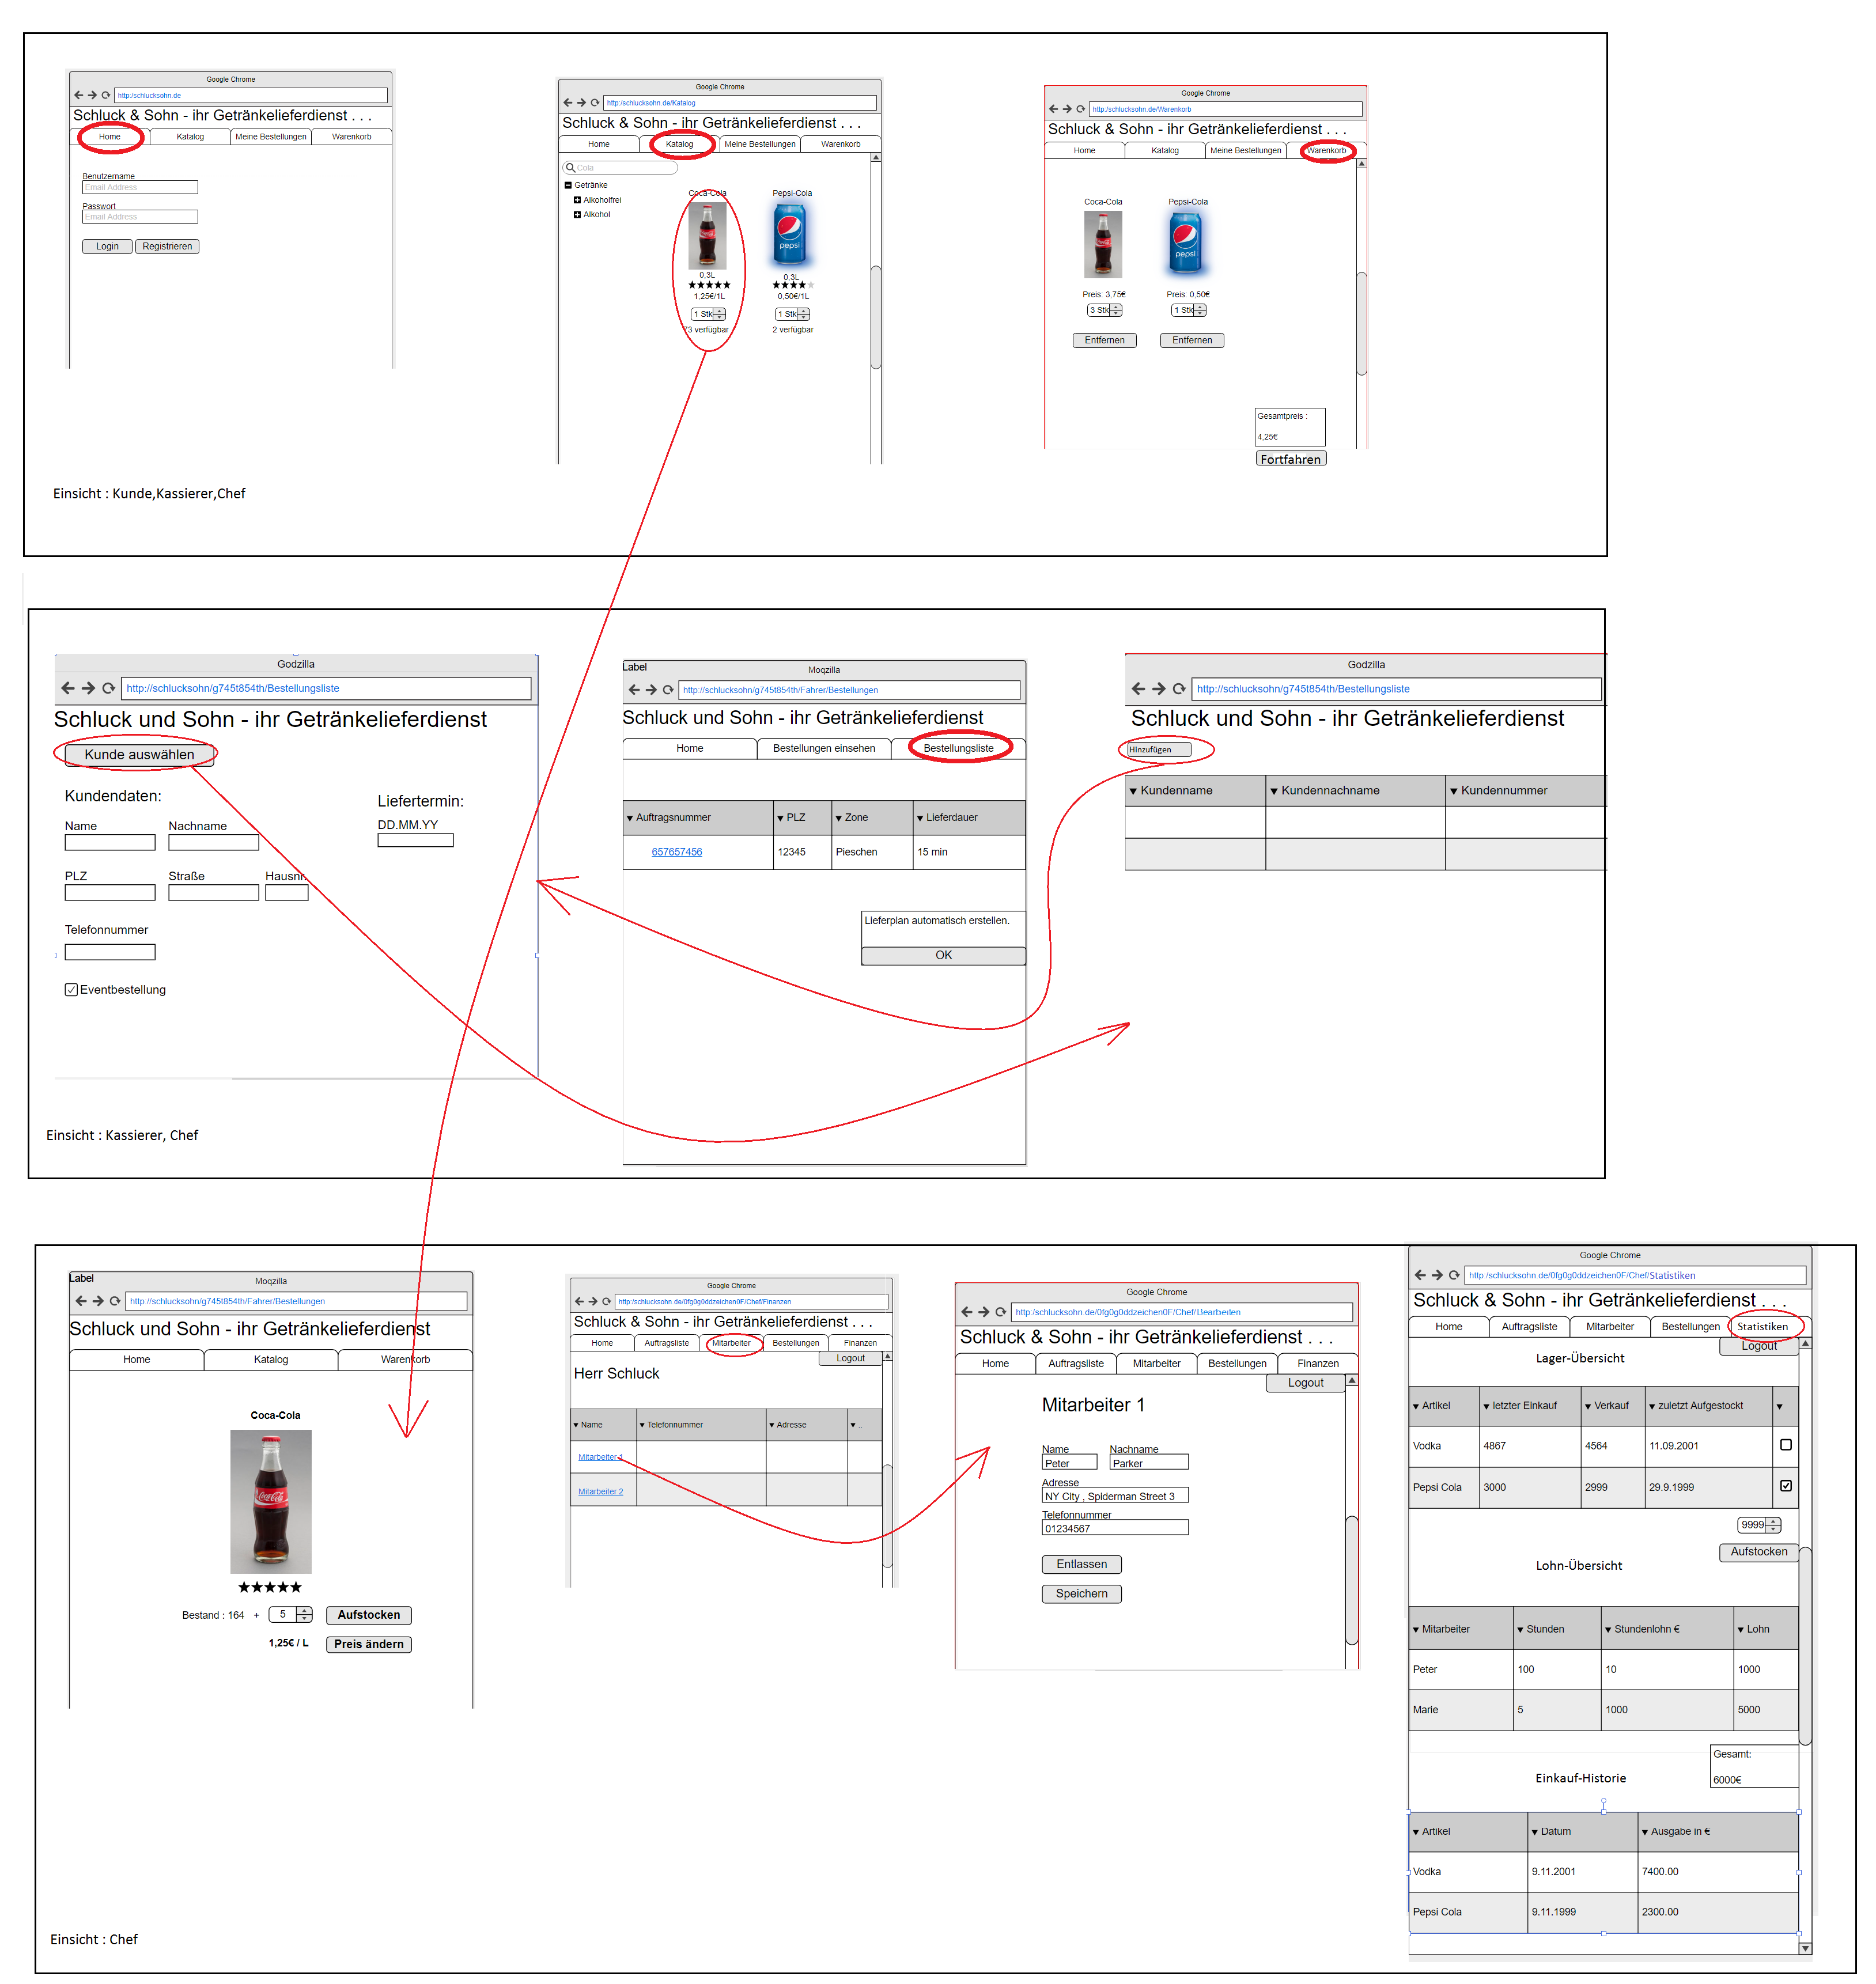 Google Chrome
http:/schlucksohn.de
Schluck & Sohn - ihr Getränkelieferdienst . . .
Home
Katalog
Meine Bestellungen
Warenkorb
Benutzername
Email Address
Passwort
Email Address
Login
Registrieren
Google Chrome
http:/schlucksohn.de/Katalog
Schluck & Sohn - ihr Getränkelieferdienst . . .
Home
Katalog
Meine Bestellungen
Warenkorb
Cola
Getränke
Alkoholfrei
Alkohol
Coca-Cola
Pepsi-Cola
pepsi
0,3L
0,3L
1,25€/1L
0,50€/1L
1 Stk
1 Stk
73 verfügbar
2 verfügbar
Google Chrome
http:/schlucksohn.de/Warenkorb
Schluck & Sohn - ihr Getränkelieferdienst . . .
Home
Katalog
Meine Bestellungen
Warenkorb
Coca-Cola
Pepsi-Cola
pepsi
Preis: 3,75€
Preis: 0,50€
3 Stk
1 Stk
Entfernen
Entfernen
Gesamtpreis :
4,25€
Fortfahren
Einsicht : Kunde,Kassierer,Chef
Godzilla
http://schlucksohn/g745t854th/Bestellungsliste
Schluck und Sohn - ihr Getränkelieferdienst
Kunde auswählen
Kundendaten:
Liefertermin:
Name
Nachname
DD.MM.YY
PLZ
Straße
Hausnr.
Telefonnummer
Eventbestellung
Label
Moqzilla
http://schlucksohn/g745t854th/Fahrer/Bestellungen
Schluck und Sohn - ihr Getränkelieferdienst
Home
Bestellungen einsehen
Bestellungsliste
Auftragsnummer
PLZ
Zone
Lieferdauer
657657456
12345
Pieschen
15 min
Lieferplan automatisch erstellen.
OK
Godzilla
http://schlucksohn/g745t854th/Bestellungsliste
Schluck und Sohn - ihr Getränkelieferdienst
Hinzufügen
Kundenname
Kundennachname
Kundennummer
Einsicht : Kassierer, Chef
Label
Moqzilla
http://schlucksohn/g745t854th/Fahrer/Bestellungen
Schluck und Sohn - ihr Getränkelieferdienst
Home
Katalog
Warenkorb
Coca-Cola
Coca-Cola
Bestand : 164 + 5
Aufstocken
1,25€ / L
Preis ändern
Google Chrome
http:/schlucksohn.de/0fg0g0ddzeichen0F/Chef/Finanzen
Schluck & Sohn - ihr Getränkelieferdienst . . .
Home
Auftragsliste
Mitarbeiter
Bestellungen
Finanzen
Logout
Herr Schluck
Name
Telefonnummer
Adresse
..
Mitarbeiter 1
Mitarbeiter 2
Google Chrome
http:/schlucksohn.de/0fg0g0ddzeichen0F/Chef/Bearbeiten
Schluck & Sohn - ihr Getränkelieferdienst . . .
Home
Auftragsliste
Mitarbeiter
Bestellungen
Finanzen
Logout
Mitarbeiter 1
Name
Nachname
Peter
Parker
Adresse
NY City , Spiderman Street 3
Telefonnummer
01234567
Entlassen
Speichern
Google Chrome
http:/schlucksohn.de/0fg0g0ddzeichen0F/Chef/Statistiken
Schluck & Sohn - ihr Getränkelieferdienst . . .
Home
Auftragsliste
Mitarbeiter
Bestellungen
Statistiken
Logout
Lager-Übersicht
Artikel
letzter Einkauf
Verkauf
zuletzt Aufgestockt
Vodka
4867
4564
11.09.2001
Pepsi Cola
3000
2999
29.9.1999
9999
Aufstocken
Lohn-Übersicht
Mitarbeiter
Stunden
Stundenlohn €
Lohn
Peter
100
10
1000
Marie
5
1000
5000
Gesamt:
6000€
Einkauf-Historie
Artikel
Datum
Ausgabe in €
Vodka
9.11.2001
7400.00
Pepsi Cola
9.11.1999
2300.00
Einsicht : Chef